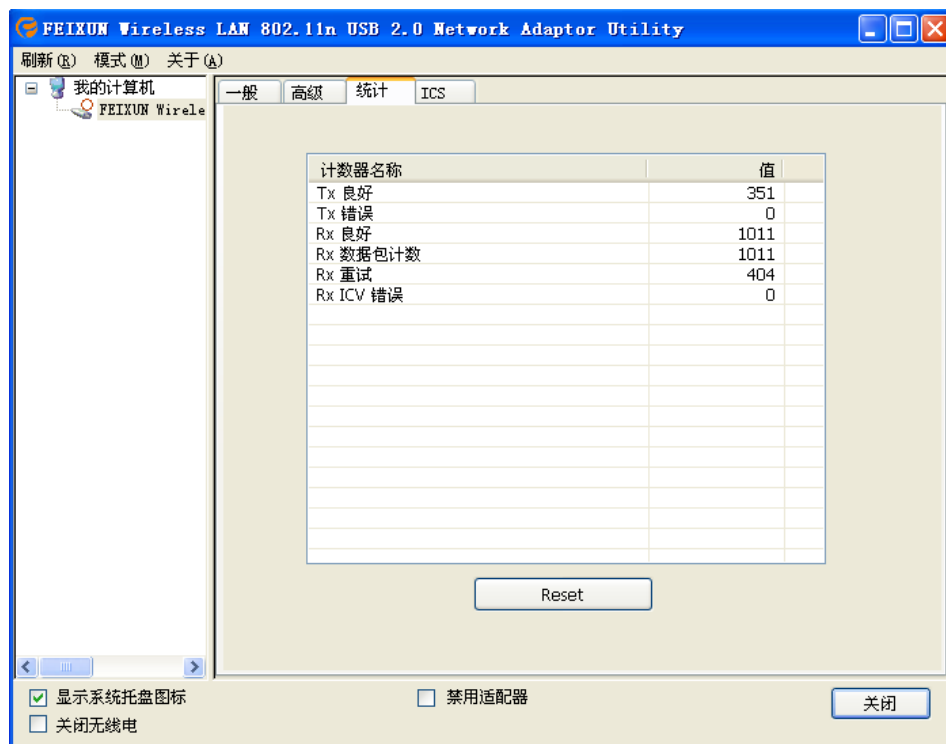 FEIXUN Wireless LAN 802.11n USB 2.0 Network Adaptor Utility
刷新(R) 模式(M) 关于(A)
我的计算机
FEIXUN Wirele
一般 高级 统计 ICS
计数器名称 值
Tx 良好 351
Tx 错误 0
Rx 良好 1011
Rx 数据包计数 1011
Rx 重试 404
Rx ICV 错误 0
Reset
显示系统托盘图标 禁用适配器 关闭
关闭无线电